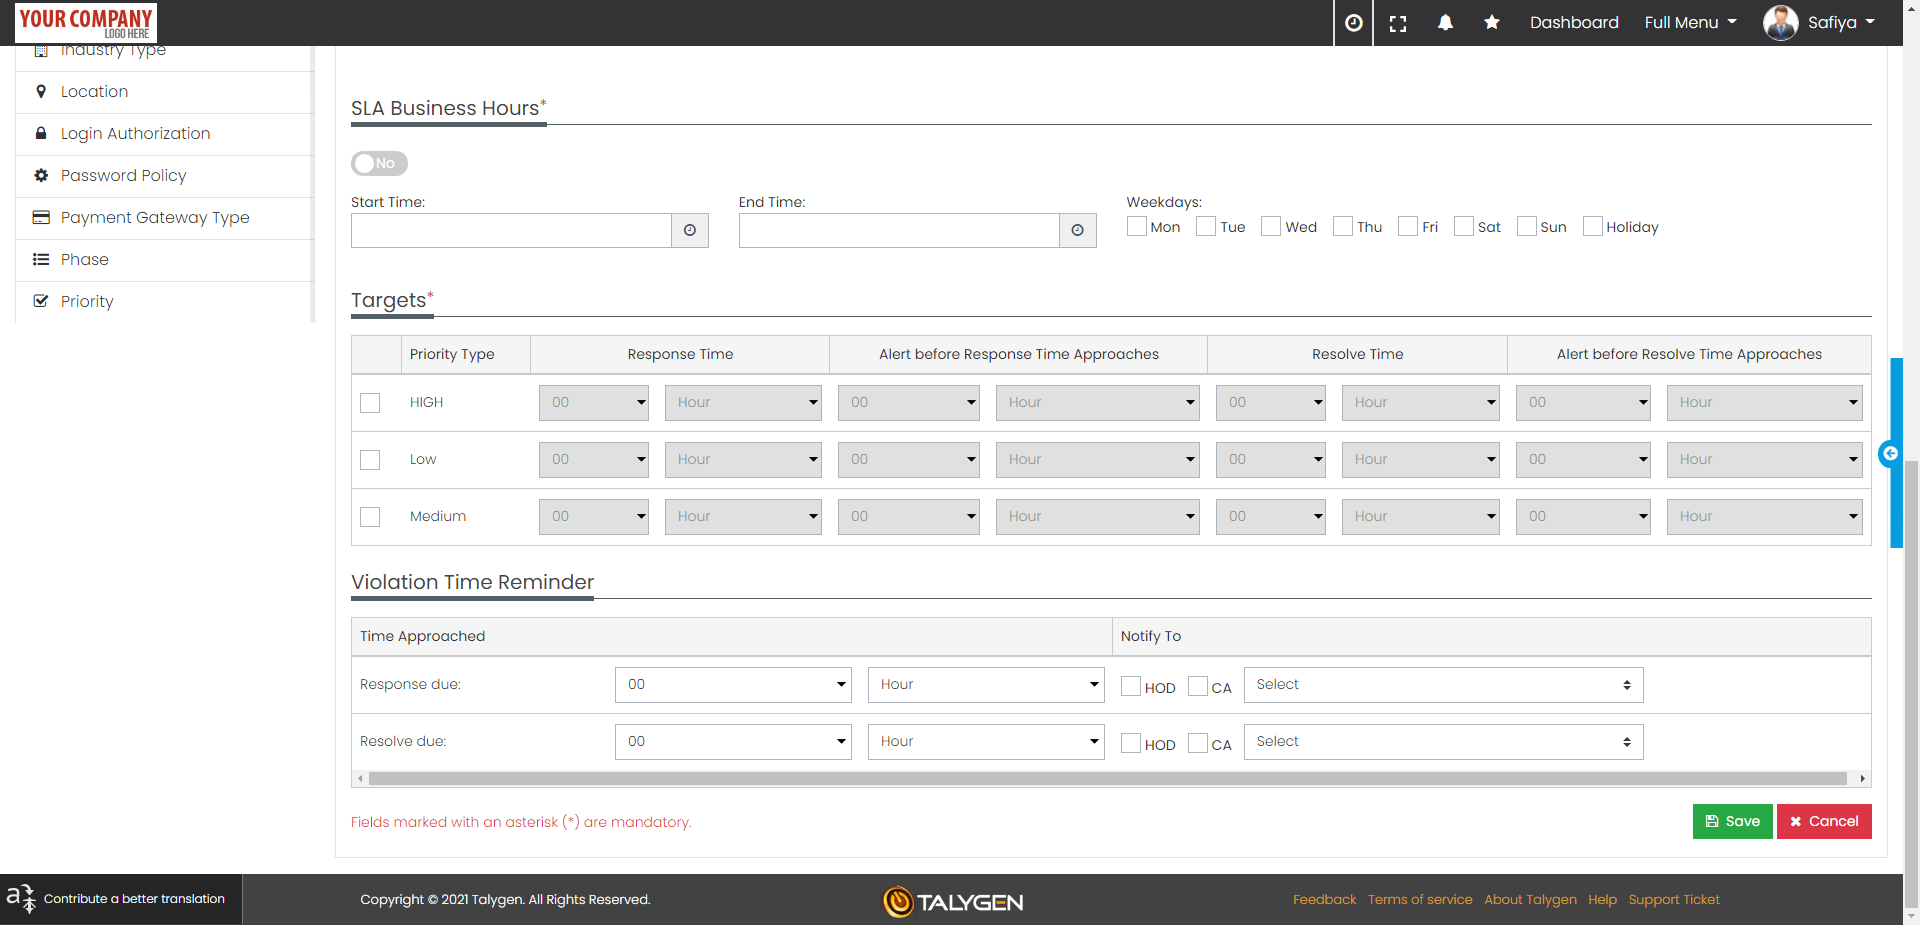 YOUR COMPANY
LOGO HERE
Dashboard
Full Menu
Safiya
Industry Type
Location
Login Authorization
Password Policy
Payment Gateway Type
Phase
Priority
SLA Business Hours*
No
Start Time:
End Time:
Weekdays:
Mon Tue Wed Thu Fri Sat Sun Holiday
Targets*
Priority Type Response Time Alert before Response Time Approaches Resolve Time Alert before Resolve Time Approaches
HIGH 00 Hour 00 Hour 00 Hour 00 Hour
Low 00 Hour 00 Hour 00 Hour 00 Hour
Medium 00 Hour 00 Hour 00 Hour 00 Hour
Violation Time Reminder
Time Approached Notify To
Response due: 00 Hour HOD CA Select
Resolve due: 00 Hour HOD CA Select
Fields marked with an asterisk (*) are mandatory.
Save
Cancel
Contribute a better translation
Copyright © 2021 Talygen. All Rights Reserved.
TALYGEN
Feedback Terms of service About Talygen Help Support Ticket